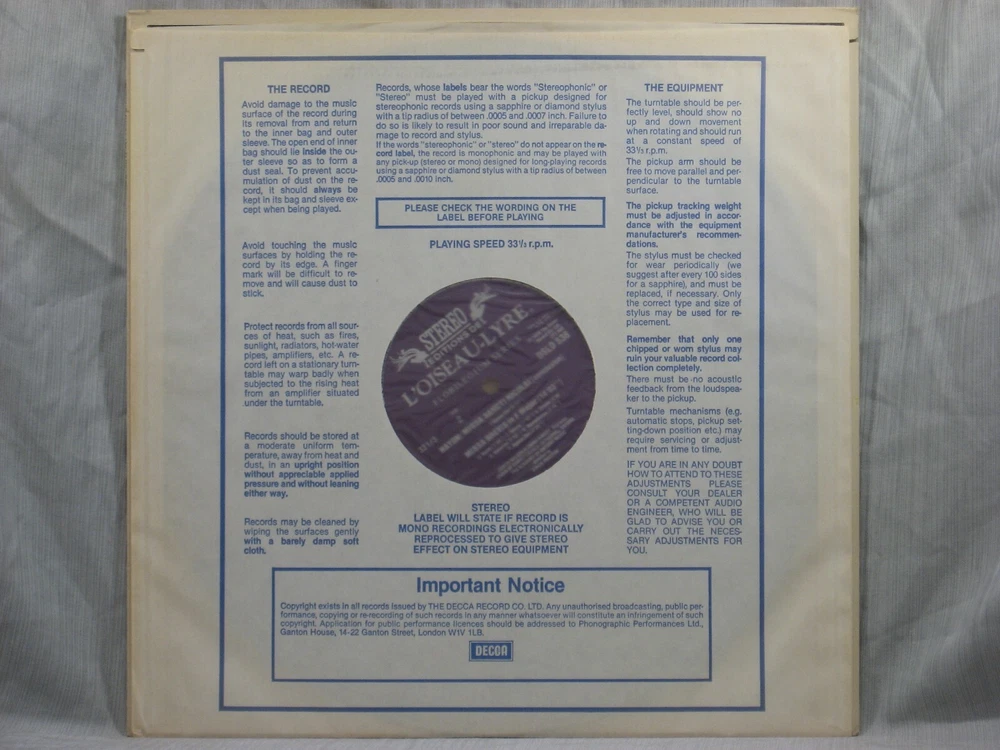 THE RECORD
Avoid damage to the music
surface of the record during
its removal from and return
to the inner bag and outer
sleeve. The open end of inner
bag should lie inside the ou-
ter sleeve so as to form a
dust seal. To prevent accu-
mulation of dust on the re-
cord, it should always be
kept in its bag and sleeve ex-
cept when being played.
Avoid touching the music
surfaces by holding the re-
cord by its edge. A finger
mark will be difficult to re-
move and will cause dust to
stick.
Protect records from all sour-
ces of heat, such as fires,
sunlight, radiators, hot-water
pipes, amplifiers, etc. A re-
cord left on a stationary turn-
table may warp badly when
subjected to the rising heat
from an amplifier situated
under the turntable.
Records should be stored at
a moderate uniform tem-
perature, away from heat and
dust, in an upright position
without appreciable applied
pressure and without leaning
either way.
Records may be cleaned by
wiping the surfaces gently
with a barely damp soft
cloth.
Records, whose labels bear the words "Stereophonic" or
"Stereo" must be played with a pickup designed for
stereophonic records using a sapphire or diamond stylus
with a tip radius of between .0005 and .0007 inch. Failure to
do so is likely to result in poor sound and irreparable da-
mage to record and stylus.
If the words "stereophonic" or "stereo" do not appear on the re-
cord label, the record is monophonic and may be played with
any pick-up (stereo or mono) designed for long-playing records
using a sapphire or diamond stylus with a tip radius of between
.0005 and .0010 inch.
PLEASE CHECK THE WORDING ON THE
LABEL BEFORE PLAYING
PLAYING SPEED 33⅓ r.p.m.
STEREO
EDITIONS DE
L'OISEAU-LYRE
STEREO
LABEL WILL STATE IF RECORD IS
MONO RECORDINGS ELECTRONICALLY
REPROCESSED TO GIVE STEREO
EFFECT ON STEREO EQUIPMENT
THE EQUIPMENT
The turntable should be per-
fectly level, should show no
up and down movement
when rotating and should run
at a constant speed of
33⅓ r.p.m.
The pickup arm should be
free to move parallel and per-
pendicular to the turntable
surface.
The pickup tracking weight
must be adjusted in accor-
dance with the equipment
manufacturer's recommen-
dations.
The stylus must be checked
for wear periodically (we
suggest after every 100 sides
for a sapphire), and must be
replaced, if necessary. Only
the correct type and size of
stylus may be used for re-
placement.
Remember that only one
chipped or worn stylus may
ruin your valuable record col-
lection completely.
There must be no acoustic
feedback from the loudspea-
ker to the pickup.
Turntable mechanisms (e.g.
automatic stops, pickup set-
ting-down position etc.) may
require servicing or adjust-
ment from time to time.
IF YOU ARE IN ANY DOUBT
HOW TO ATTEND TO THESE
ADJUSTMENTS PLEASE
CONSULT YOUR DEALER
OR A COMPETENT AUDIO
ENGINEER, WHO WILL BE
GLAD TO ADVISE YOU OR
CARRY OUT THE NECES-
SARY ADJUSTMENTS FOR
YOU.
Important Notice
Copyright exists in all records issued by THE DECCA RECORD CO. LTD. Any unauthorised broadcasting, public per-
formance, copying or re-recording of such records in any manner whatsoever will constitute an infringement of such
copyright. Application for public performance licences should be addressed to Phonographic Performances Ltd.,
Ganton House, 14-22 Ganton Street, London W1V 1LB.
DECCA